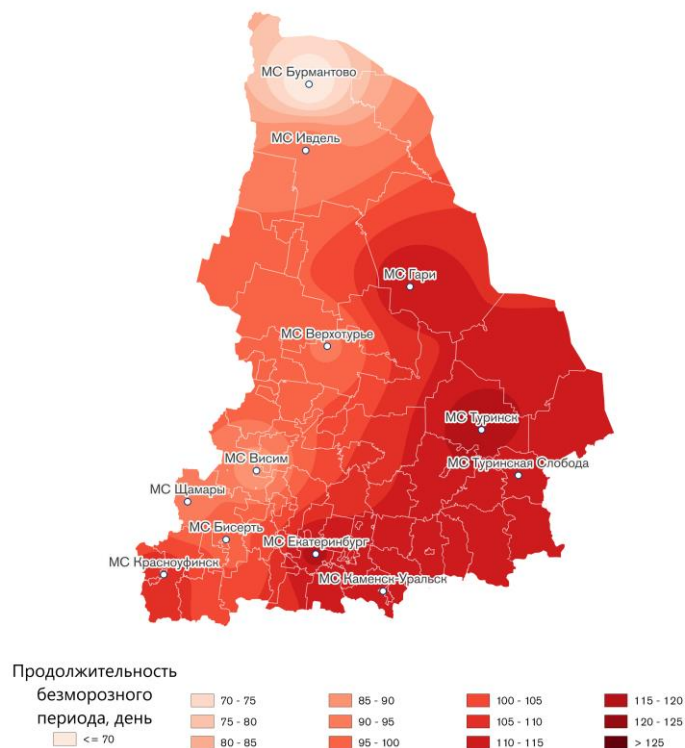 МС Бурмантово
МС Ивдель
МС Гари
МС Верхотурье
МС Туринск
МС Висим
МС Туринская Слобода
МС Щамары
МС Бисерть
МС Екатеринбург
МС Красноуфинск
МС Каменск-Уральск
Продолжительность
безморозного
периода, день
<= 70
70 - 75
75 - 80
80 - 85
85 - 90
90 - 95
95 - 100
100 - 105
105 - 110
110 - 115
115 - 120
120 - 125
> 125